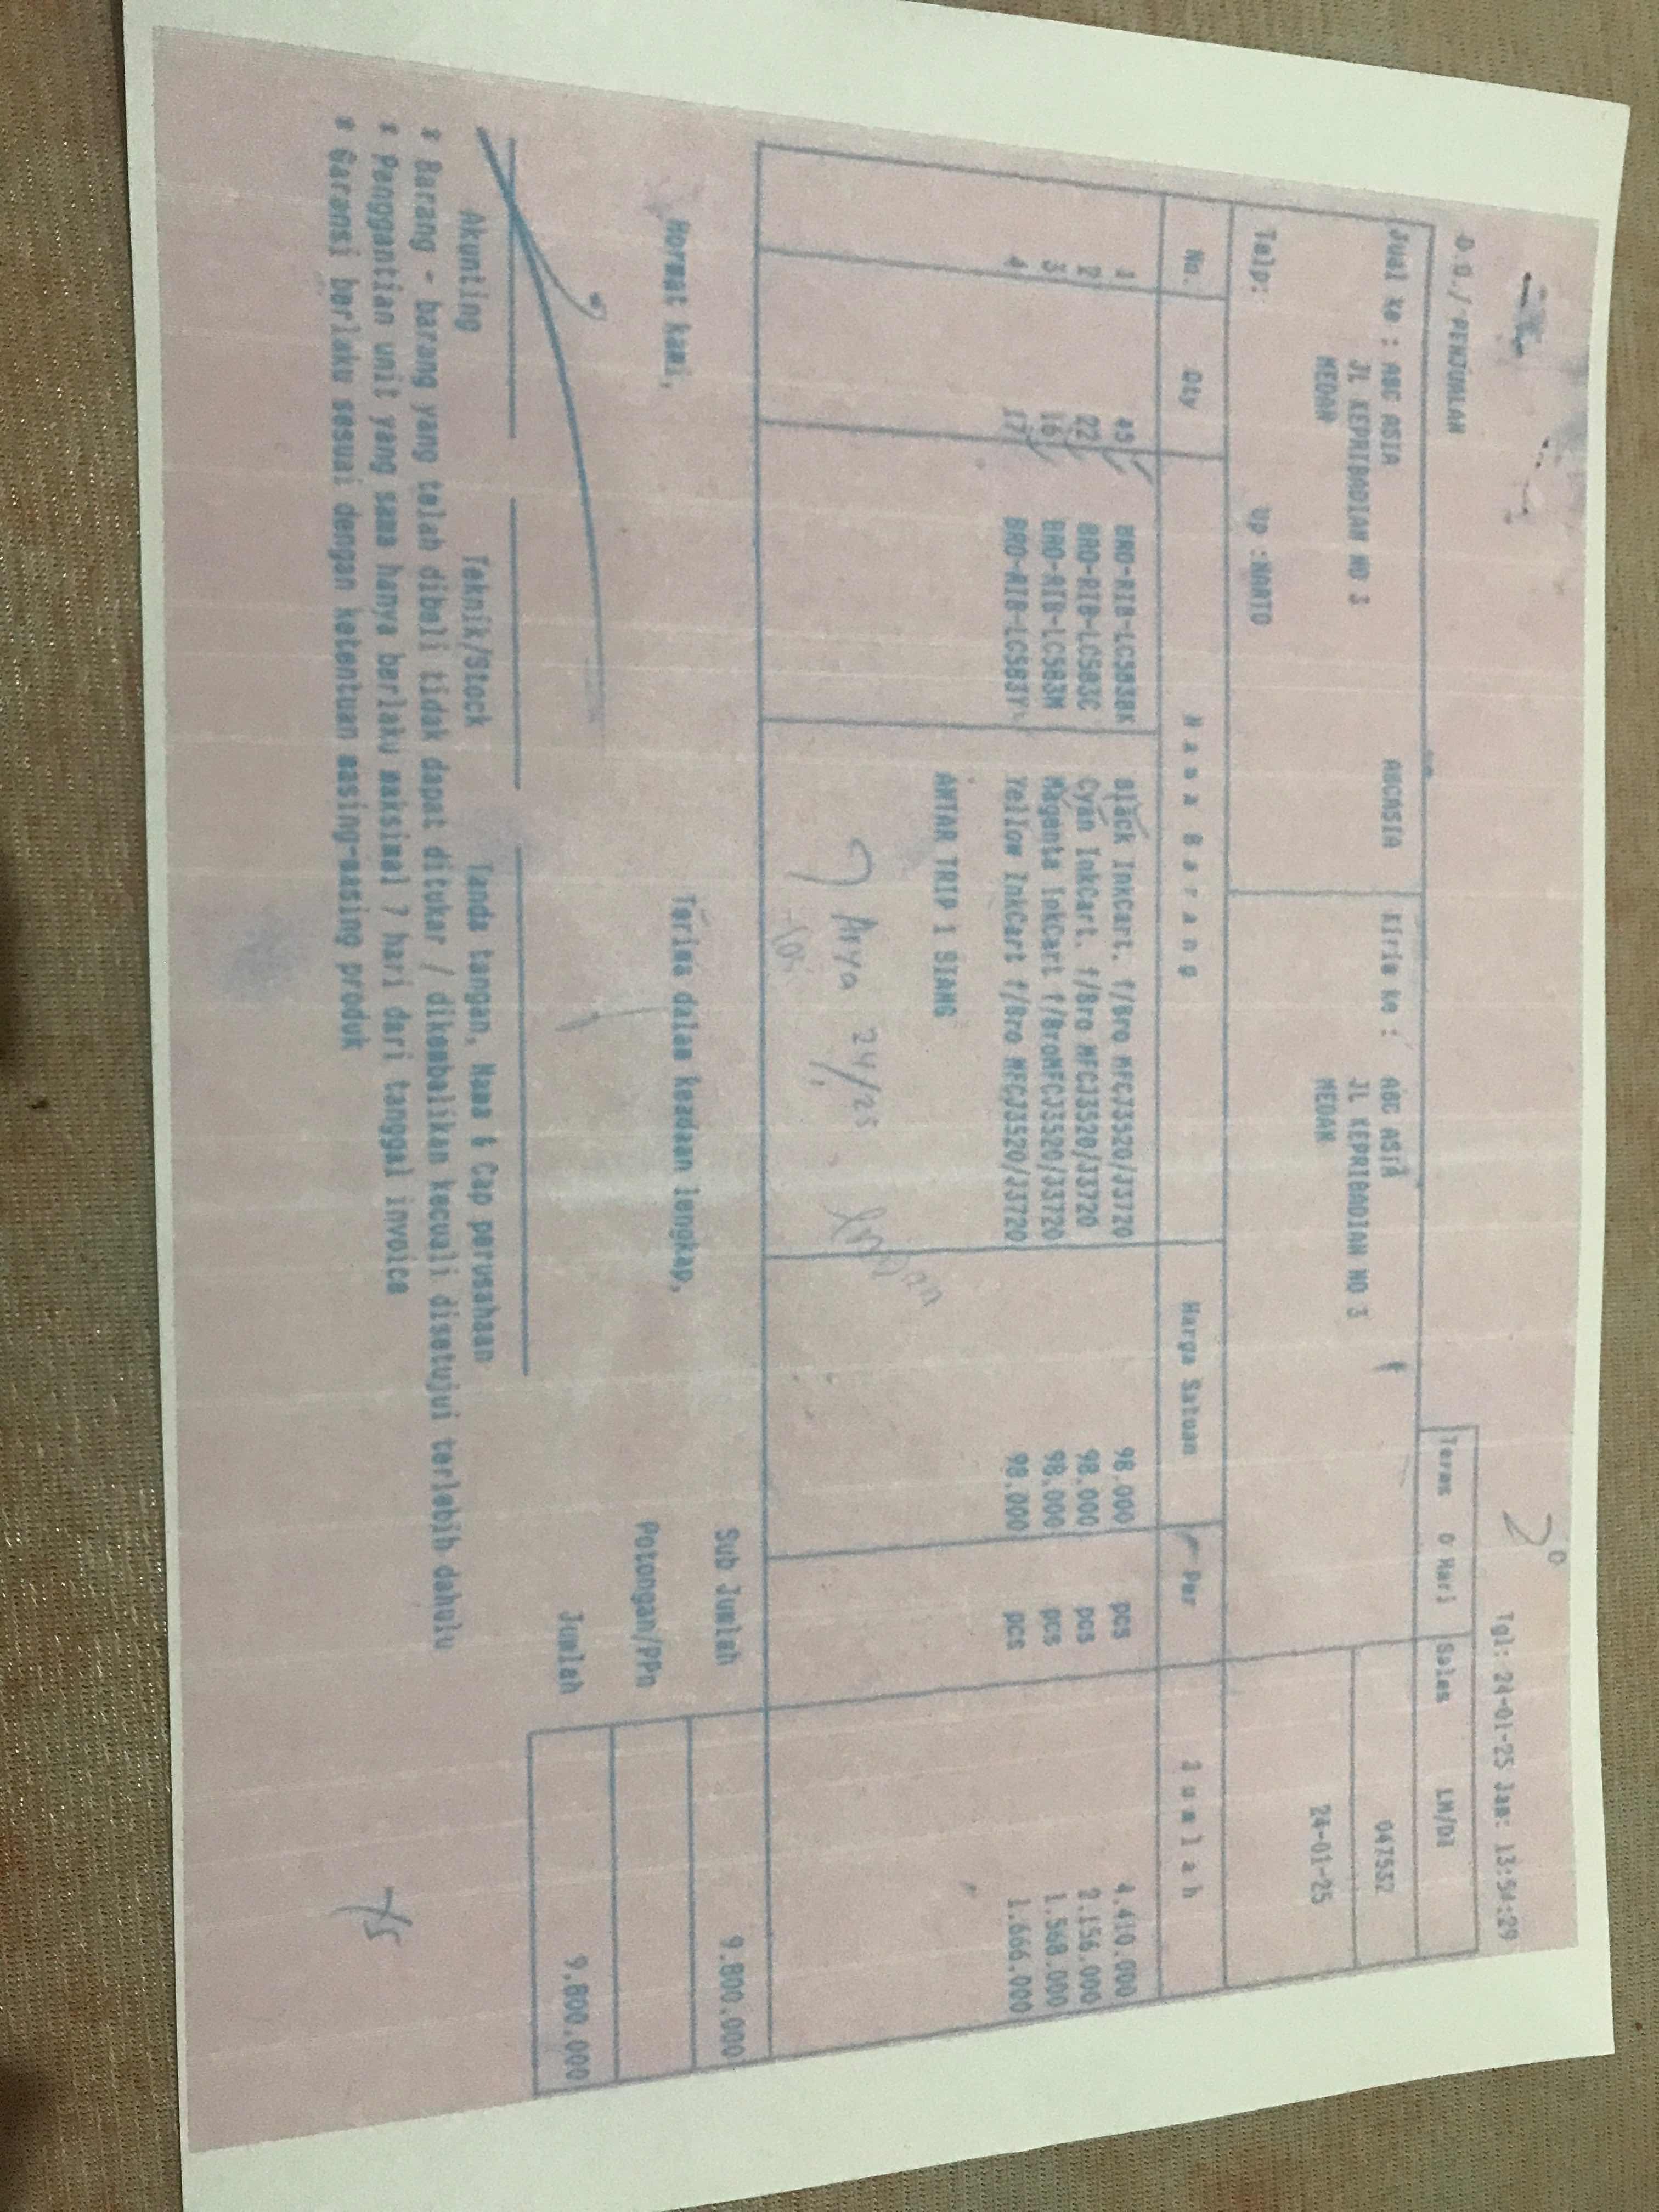 D.O./ PENJUALAN
Tgl: 24-01-25 Jam: 13:54:29
Terms 0 Hari Sales LM/DI
Jual ke : ABC ASIA ABCASIA Kirim ke : ABC ASIA 047532
JL KEPRIBADIAN NO 3 JL KEPRIBADIAN NO 3
MEDAN MEDAN 24-01-25
Telp: Up :
No. Qty Nama Barang Harga Satuan Per Jumlah
1 45 BRO-RIB-LC583BK Black InkCart. f/Bro MFCJ3520/J3720 98.000 pcs 4.410.000
2 22 BRO-RIB-LC583C Cyan InkCart. f/Bro MFCJ3520/J3720 98.000 pcs 2.156.000
3 16 BRO-RIB-LC583M Magenta InkCart f/BroMFCJ3520/J3720 98.000 pcs 1.568.000
4 17 BRO-RIB-LC583Y Yellow InkCart f/Bro MFCJ3520/J3720 98.000 pcs 1.666.000
ANTAR TRIP 1 SIANG
Arya 24/25
Hormat kami, Terima dalam keadaan lengkap, Sub Jumlah 9.800.000
Potongan/PPn
Jumlah 9.800.000
Akunting Teknik/Stock Tanda tangan, Nama & Cap perusahaan
* Barang - barang yang telah dibeli tidak dapat ditukar / dikembalikan kecuali disetujui terlebih dahulu
* Penggantian unit yang sama hanya berlaku maksimal 7 hari dari tanggal invoice
* Garansi berlaku sesuai dengan ketentuan masing-masing produk